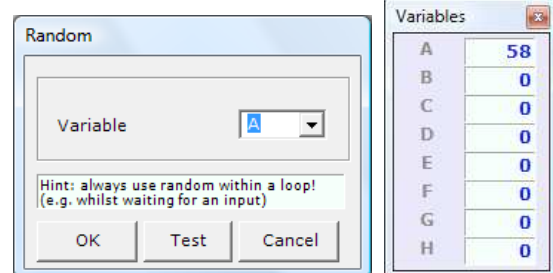 Random
Variable
A
Hint: always use random within a loop!
(e.g. whilst waiting for an input)
OK Test Cancel
Variables
A 58
B 0
C 0
D 0
E 0
F 0
G 0
H 0